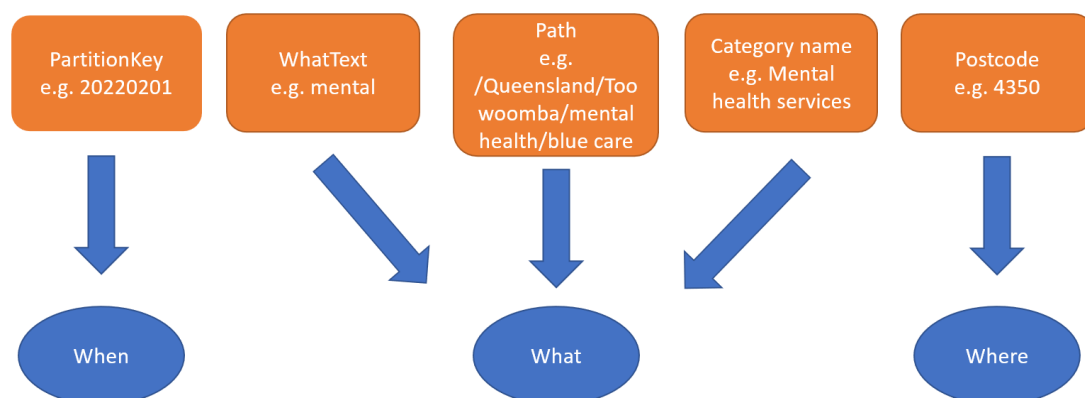 PartitionKey
e.g. 20220201
WhatText
e.g. mental
Path
e.g.
/Queensland/Too
woomba/mental
health/blue care
Category name
e.g. Mental
health services
Postcode
e.g. 4350
When
What
Where